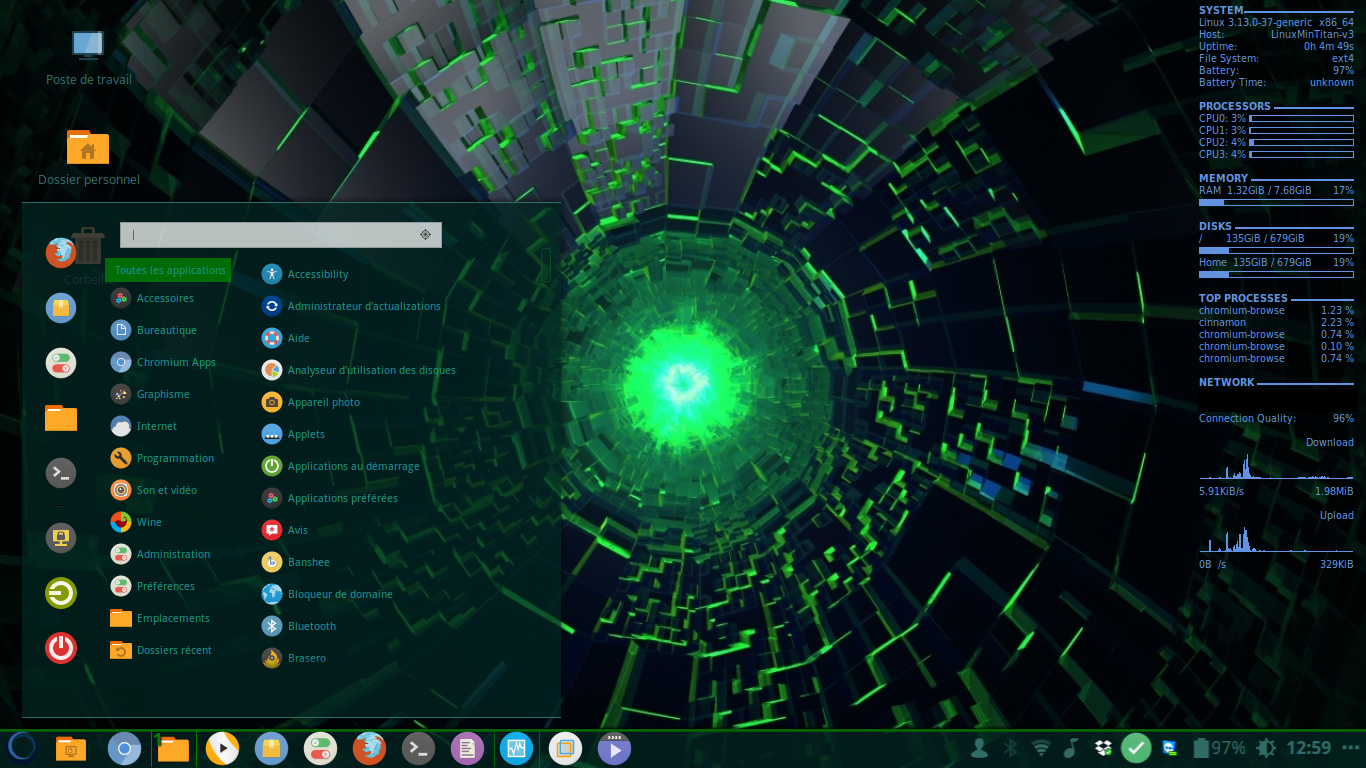 Poste de travail
Dossier personnel
Toutes les applications
Accessoires
Bureautique
Chromium Apps
Graphisme
Internet
Programmation
Son et vidéo
Wine
Administration
Préférences
Emplacements
Dossiers récent
Accessibility
Administrateur d'actualizations
Aide
Analyseur d'utilisation des disques
Appareil photo
Applets
Applications au démarrage
Applications préférées
Avis
Banshee
Bloqueur de domaine
Bluetooth
Brasero
SYSTEM
Linux 3.13.0-37-generic x86_64
Host: LinuxMinTitan-v3
Uptime: 0h 4m 49s
File System: ext4
Battery: 97%
Battery Time: unknown
PROCESSORS
CPU0: 3%
CPU1: 3%
CPU2: 4%
CPU3: 4%
MEMORY
RAM 1.32GiB / 7.68GiB 17%
DISKS
/ 135GiB / 679GiB 19%
Home 135GiB / 679GiB 19%
TOP PROCESSES
chromium-browse 1.23 %
cinnamon 2.23 %
chromium-browse 0.74 %
chromium-browse 0.10 %
chromium-browse 0.74 %
NETWORK
Connection Quality: 96%
Download
5.91KiB/s 1.98MiB
Upload
0B /s 329KiB
1
97% 12:59